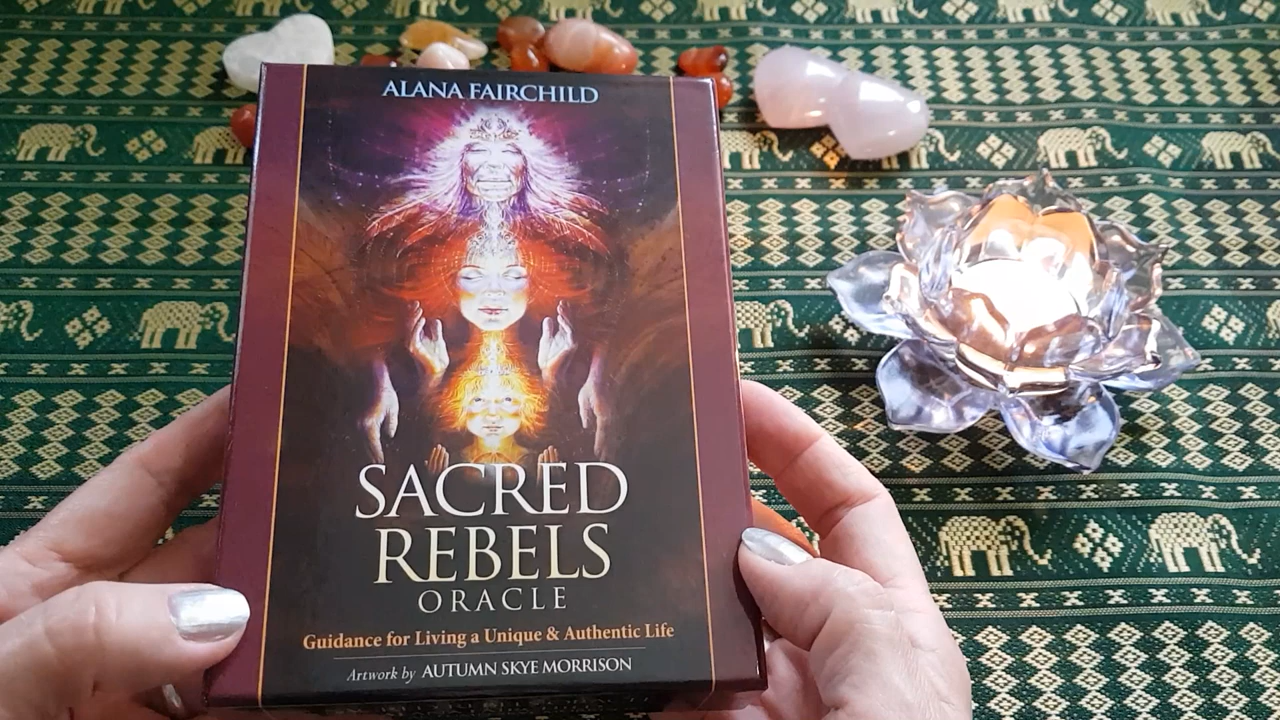 ALANA FAIRCHILD
SACRED
REBELS
ORACLE
Guidance for Living a Unique & Authentic Life
Artwork by AUTUMN SKYE MORRISON